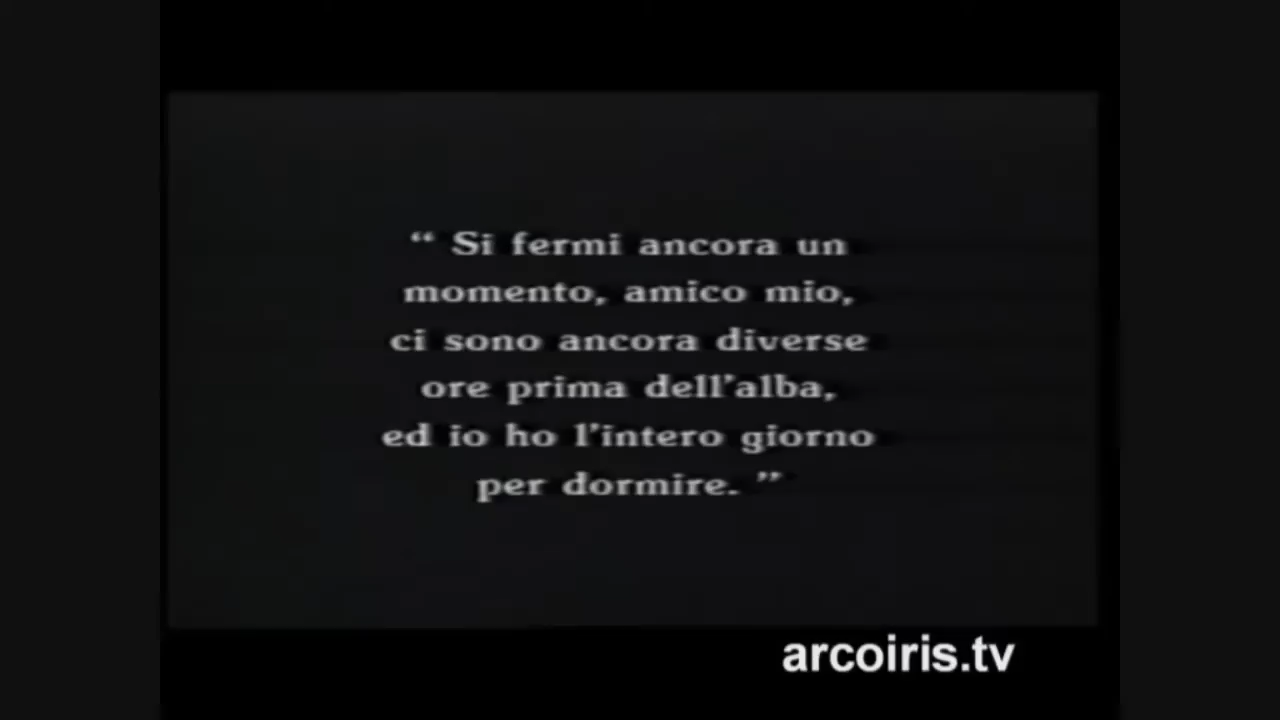 “ Si fermi ancora un
momento, amico mio,
ci sono ancora diverse
ore prima dell'alba,
ed io ho l'intero giorno
per dormire. ”
arcoiris.tv